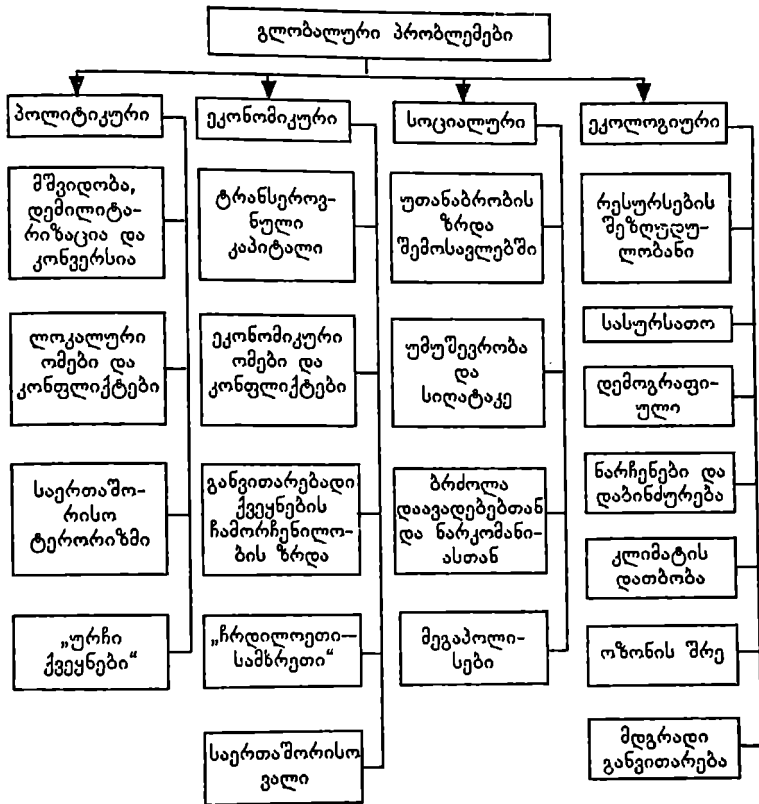 გლობალური პრობლემები
პოლიტიკური
მშვიდობა,
დემილიტა-
რიზაცია და
კონვერსია
ლოკალური
ომები და
კონფლიქტები
საერთაშო-
რისო
ტერორიზმი
„ურჩი
ქვეყნები“
ეკონომიკური
ტრანსეროვ-
ნული
კაპიტალი
ეკონომიკური
ომები და
კონფლიქტები
განვითარებადი
ქვეყნების
ჩამორჩენილო-
ბის ზრდა
„ჩრდილოეთი—
სამხრეთი“
საერთაშორისო
ვალი
სოციალური
უთანაბრობის
ზრდა
შემოსავლებში
უმუშევრობა
და
სიღატაკე
ბრძოლა
დაავადებებთან
და ნარკომანი-
ასთან
მეგაპოლი-
სები
ეკოლოგიური
რესურსების
შეზღუდუ-
ლობანი
სასურსათო
დემოგრაფი-
ული
ნარჩენები და
დაბინძურება
კლიმატის
დათბობა
ოზონის შრე
მდგრადი
განვითარება